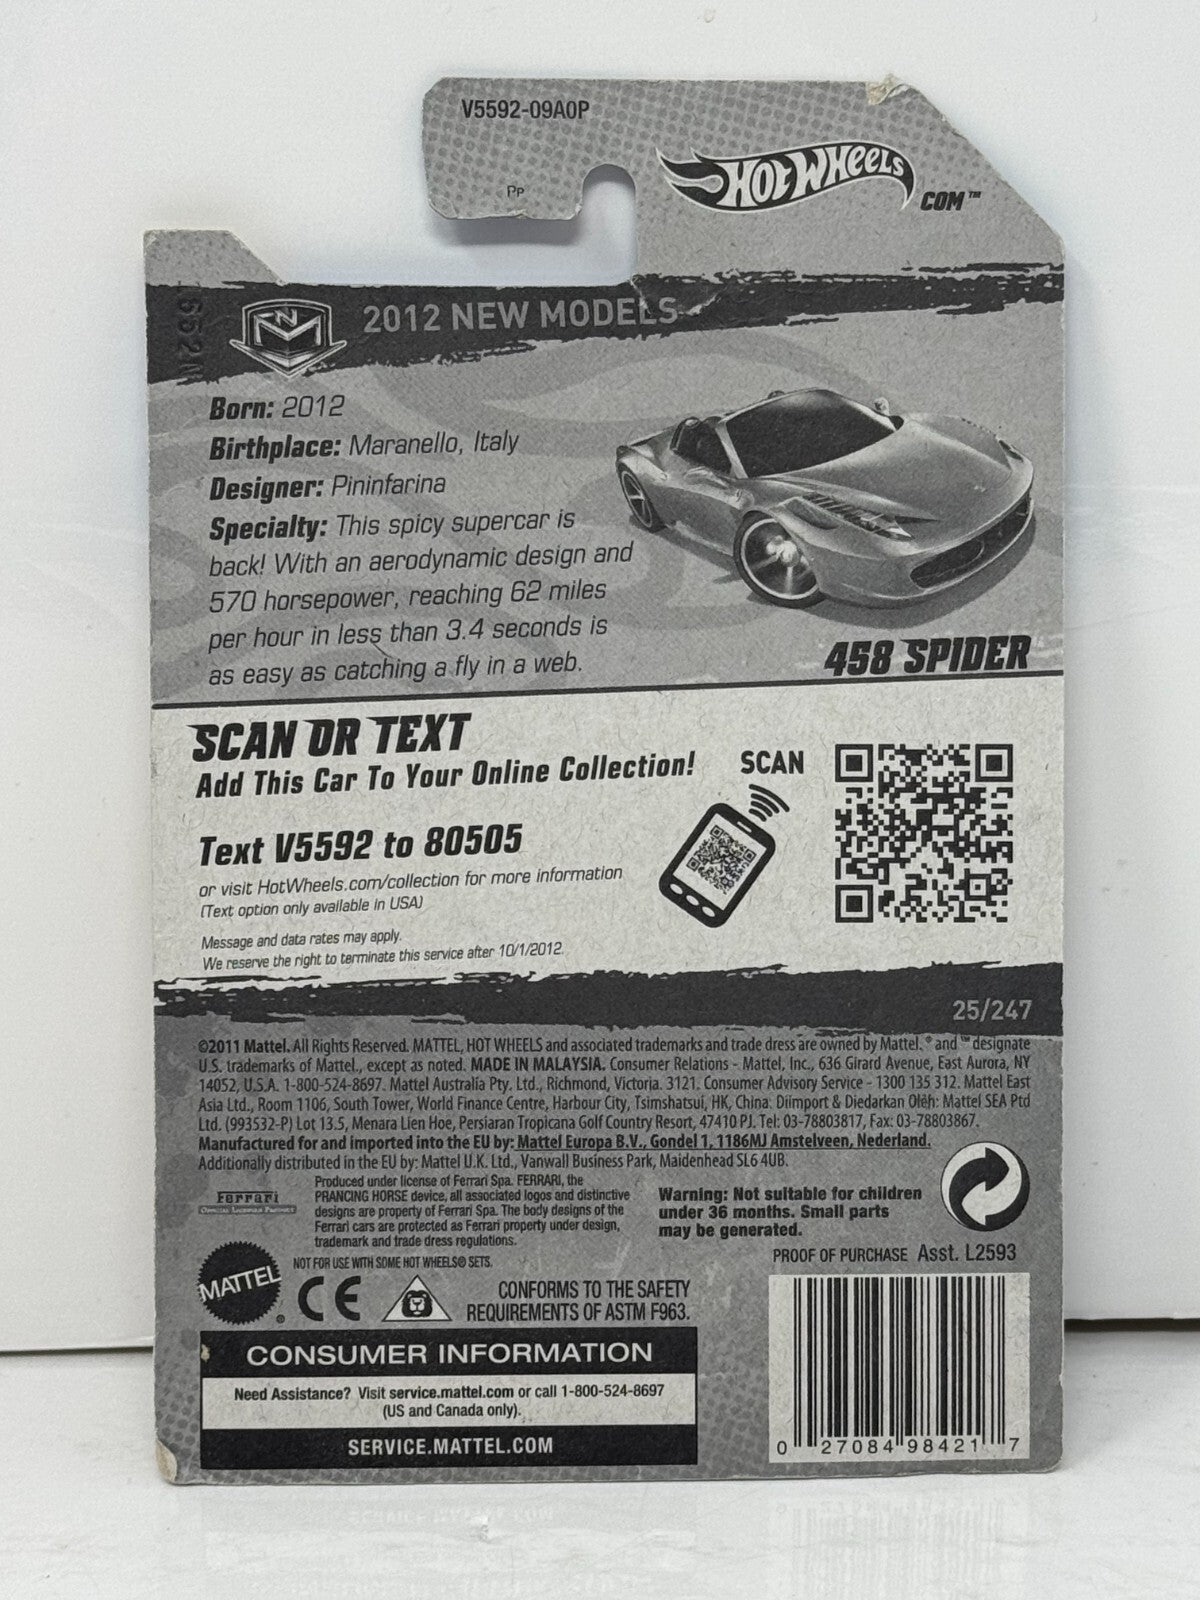 V5592-09A0P
Pp
HOT WHEELS
COM™
2012 NEW MODELS
Born: 2012
Birthplace: Maranello, Italy
Designer: Pininfarina
Specialty: This spicy supercar is
back! With an aerodynamic design and
570 horsepower, reaching 62 miles
per hour in less than 3.4 seconds is
as easy as catching a fly in a web.
458 SPIDER
SCAN OR TEXT
Add This Car To Your Online Collection!
SCAN
Text V5592 to 80505
or visit HotWheels.com/collection for more information
(Text option only available in USA)
Message and data rates may apply.
We reserve the right to terminate this service after 10/1/2012.
25/247
©2011 Mattel. All Rights Reserved. MATTEL, HOT WHEELS and associated trademarks and trade dress are owned by Mattel. ® and ™ designate
U.S. trademarks of Mattel., except as noted. MADE IN MALAYSIA. Consumer Relations - Mattel, Inc., 636 Girard Avenue, East Aurora, NY
14052, U.S.A. 1-800-524-8697. Mattel Australia Pty. Ltd., Richmond, Victoria. 3121. Consumer Advisory Service - 1300 135 312. Mattel East
Asia Ltd., Room 1106, South Tower, World Finance Centre, Harbour City, Tsimshatsui, HK, China. Diimport & Diedarkan Oleh: Mattel SEA Ptd
Ltd. (993532-P) Lot 13.5, Menara Lien Hoe, Persiaran Tropicana Golf Country Resort, 47410 PJ. Tel: 03-78803817, Fax: 03-78803867.
Manufactured for and imported into the EU by: Mattel Europa B.V., Gondel 1, 1186MJ Amstelveen, Nederland.
Additionally distributed in the EU by: Mattel U.K. Ltd., Vanwall Business Park, Maidenhead SL6 4UB.
Ferrari
OFFICIAL LICENSED PRODUCT
Produced under license of Ferrari Spa. FERRARI, the
PRANCING HORSE device, all associated logos and distinctive
designs are property of Ferrari Spa. The body designs of the
Ferrari cars are protected as Ferrari property under design,
trademark and trade dress regulations.
Warning: Not suitable for children
under 36 months. Small parts
may be generated.
PROOF OF PURCHASE Asst. L2593
NOT FOR USE WITH SOME HOT WHEELS® SETS.
MATTEL®
CE
CONFORMS TO THE SAFETY
REQUIREMENTS OF ASTM F963.
CONSUMER INFORMATION
Need Assistance? Visit service.mattel.com or call 1-800-524-8697
(US and Canada only).
SERVICE.MATTEL.COM
0 27084 98421 7